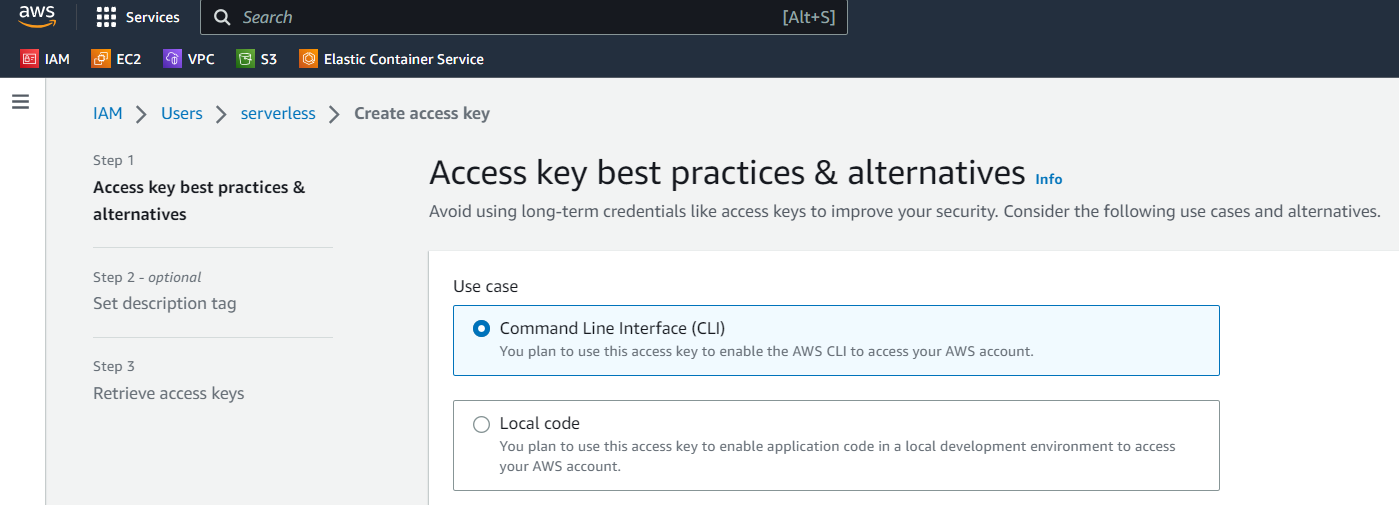 aws
Services
Search
[Alt+S]
IAM
EC2
VPC
S3
Elastic Container Service
IAM
Users
serverless
Create access key
Step 1
Access key best practices &
alternatives
Step 2 - optional
Set description tag
Step 3
Retrieve access keys
Access key best practices & alternatives Info
Avoid using long-term credentials like access keys to improve your security. Consider the following use cases and alternatives.
Use case
Command Line Interface (CLI)
You plan to use this access key to enable the AWS CLI to access your AWS account.
Local code
You plan to use this access key to enable application code in a local development environment to access
your AWS account.